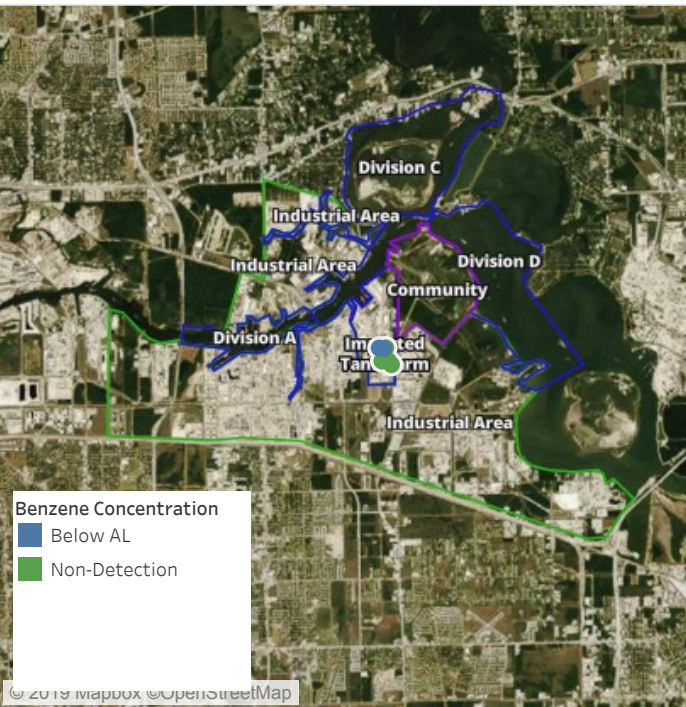 Division C
Industrial Area
Industrial Area
Division D
Community
Division A
Industrial Area
Benzene Concentration
Below AL
Non-Detection
© 2019 Mapbox ©OpenStreetMap